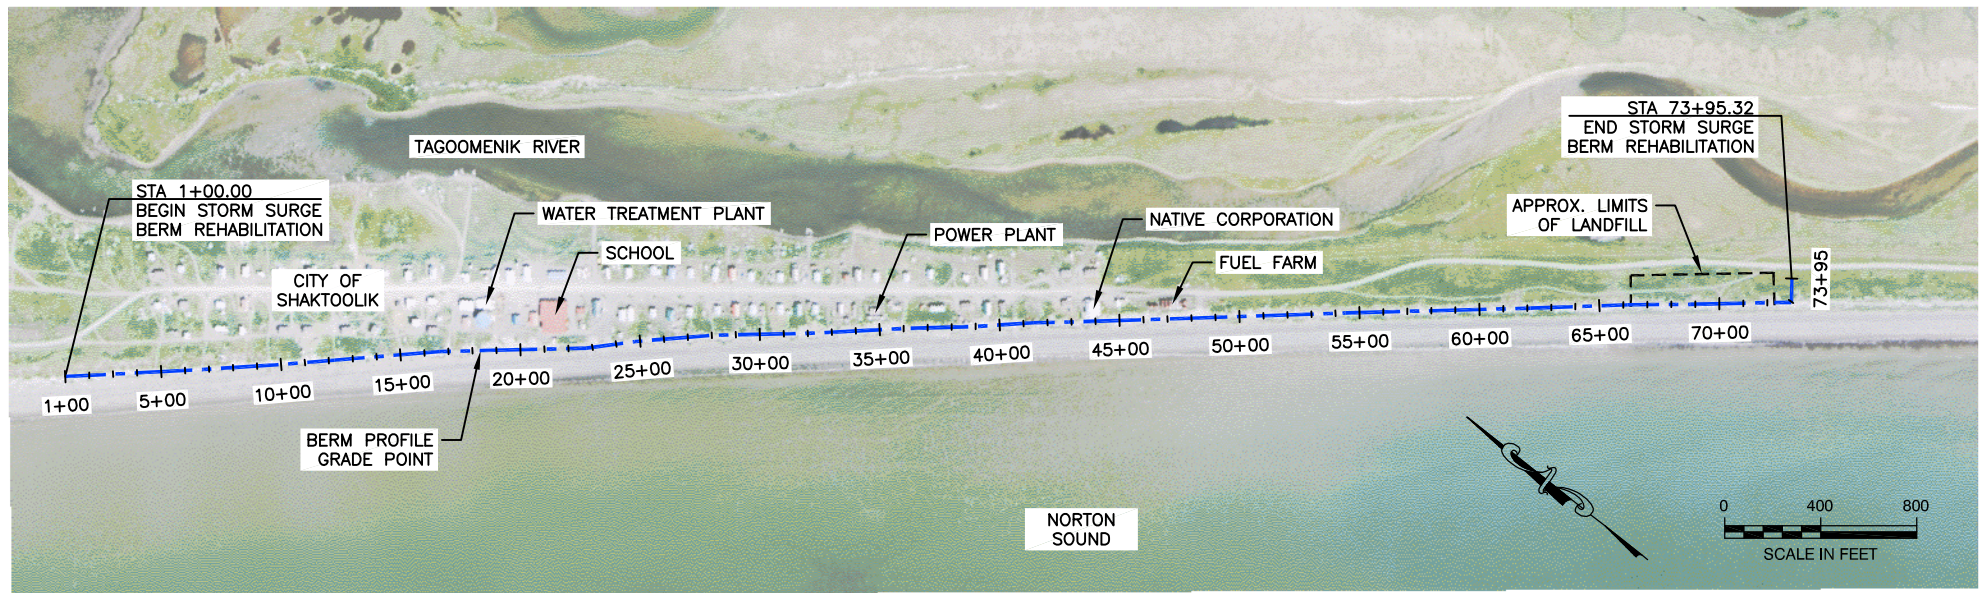 TAGOOMENIK RIVER
STA 73+95.32
END STORM SURGE
BERM REHABILITATION
STA 1+00.00
BEGIN STORM SURGE
BERM REHABILITATION
WATER TREATMENT PLANT
SCHOOL
CITY OF
SHAKTOOLIK
POWER PLANT
NATIVE CORPORATION
FUEL FARM
APPROX. LIMITS
OF LANDFILL
73+95
1+00
5+00
10+00
15+00
20+00
25+00
30+00
35+00
40+00
45+00
50+00
55+00
60+00
65+00
70+00
BERM PROFILE
GRADE POINT
NORTON
SOUND
0 400 800
SCALE IN FEET